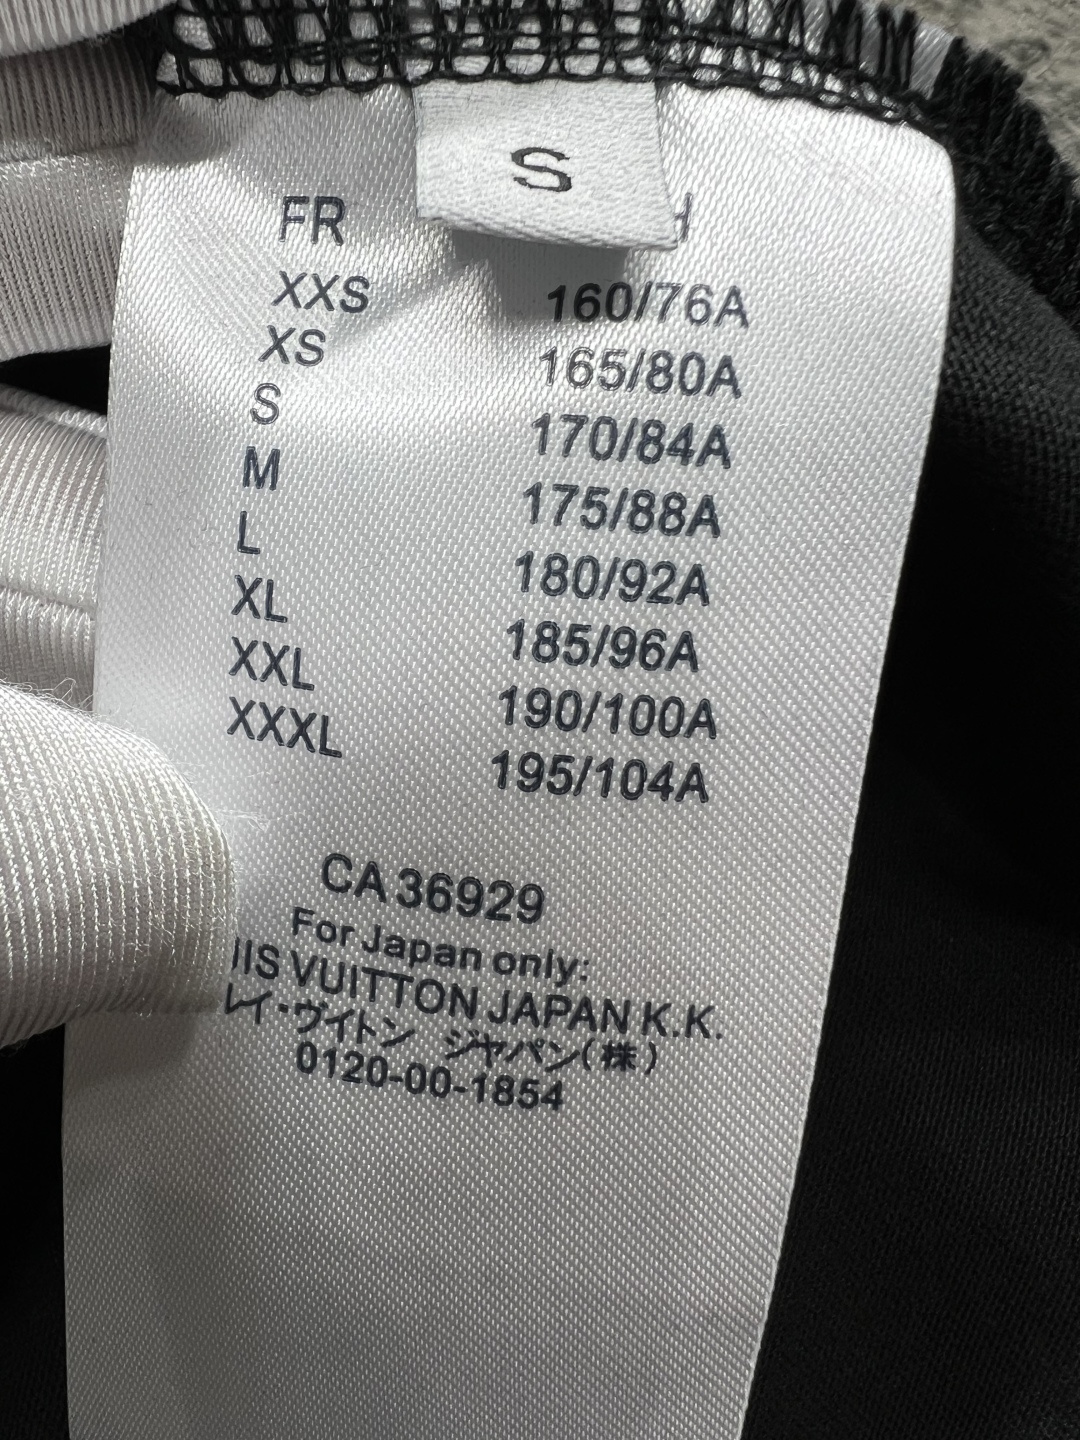 S
FR H
XXS 160/76A
XS 165/80A
S 170/84A
M 175/88A
L 180/92A
XL 185/96A
XXL 190/100A
XXXL 195/104A
CA 36929
For Japan only:
VUITTON JAPAN K.K.
ヴィトン ジャパン(株)
0120-00-1854